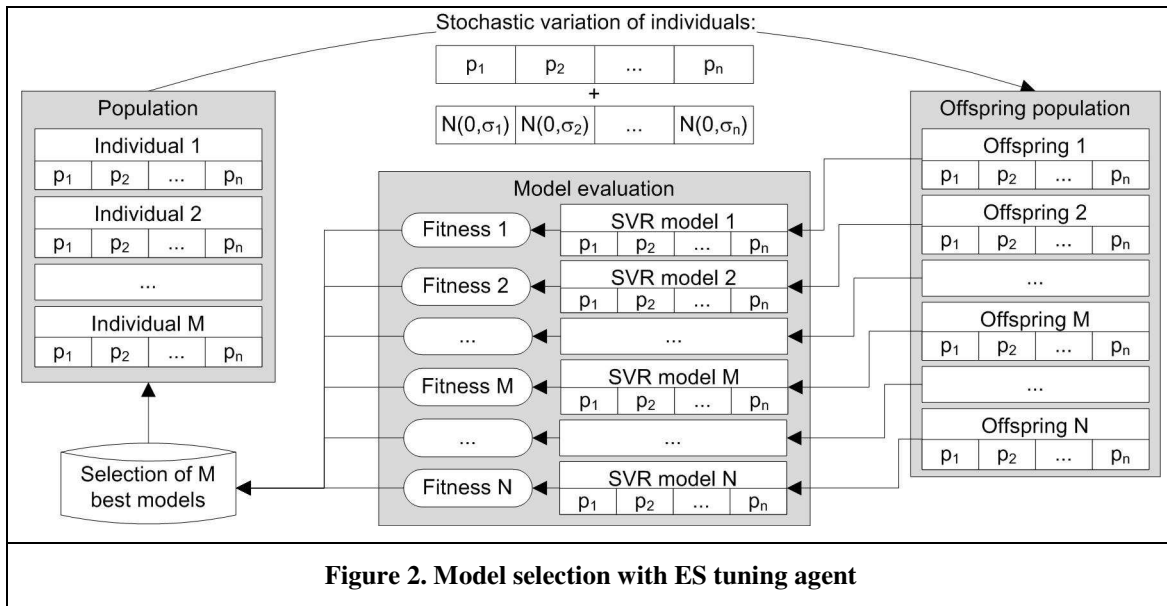 Stochastic variation of individuals:
p₁ p₂ ... pₙ
+
N(0,σ₁) N(0,σ₂) ... N(0,σₙ)
Population
Individual 1
p₁ p₂ ... pₙ
Individual 2
p₁ p₂ ... pₙ
...
Individual M
p₁ p₂ ... pₙ
Selection of M
best models
Model evaluation
Fitness 1
SVR model 1
p₁ p₂ ... pₙ
Fitness 2
SVR model 2
p₁ p₂ ... pₙ
...
...
Fitness M
SVR model M
p₁ p₂ ... pₙ
...
...
Fitness N
SVR model N
p₁ p₂ ... pₙ
Offspring population
Offspring 1
p₁ p₂ ... pₙ
Offspring 2
p₁ p₂ ... pₙ
...
Offspring M
p₁ p₂ ... pₙ
...
Offspring N
p₁ p₂ ... pₙ
Figure 2. Model selection with ES tuning agent